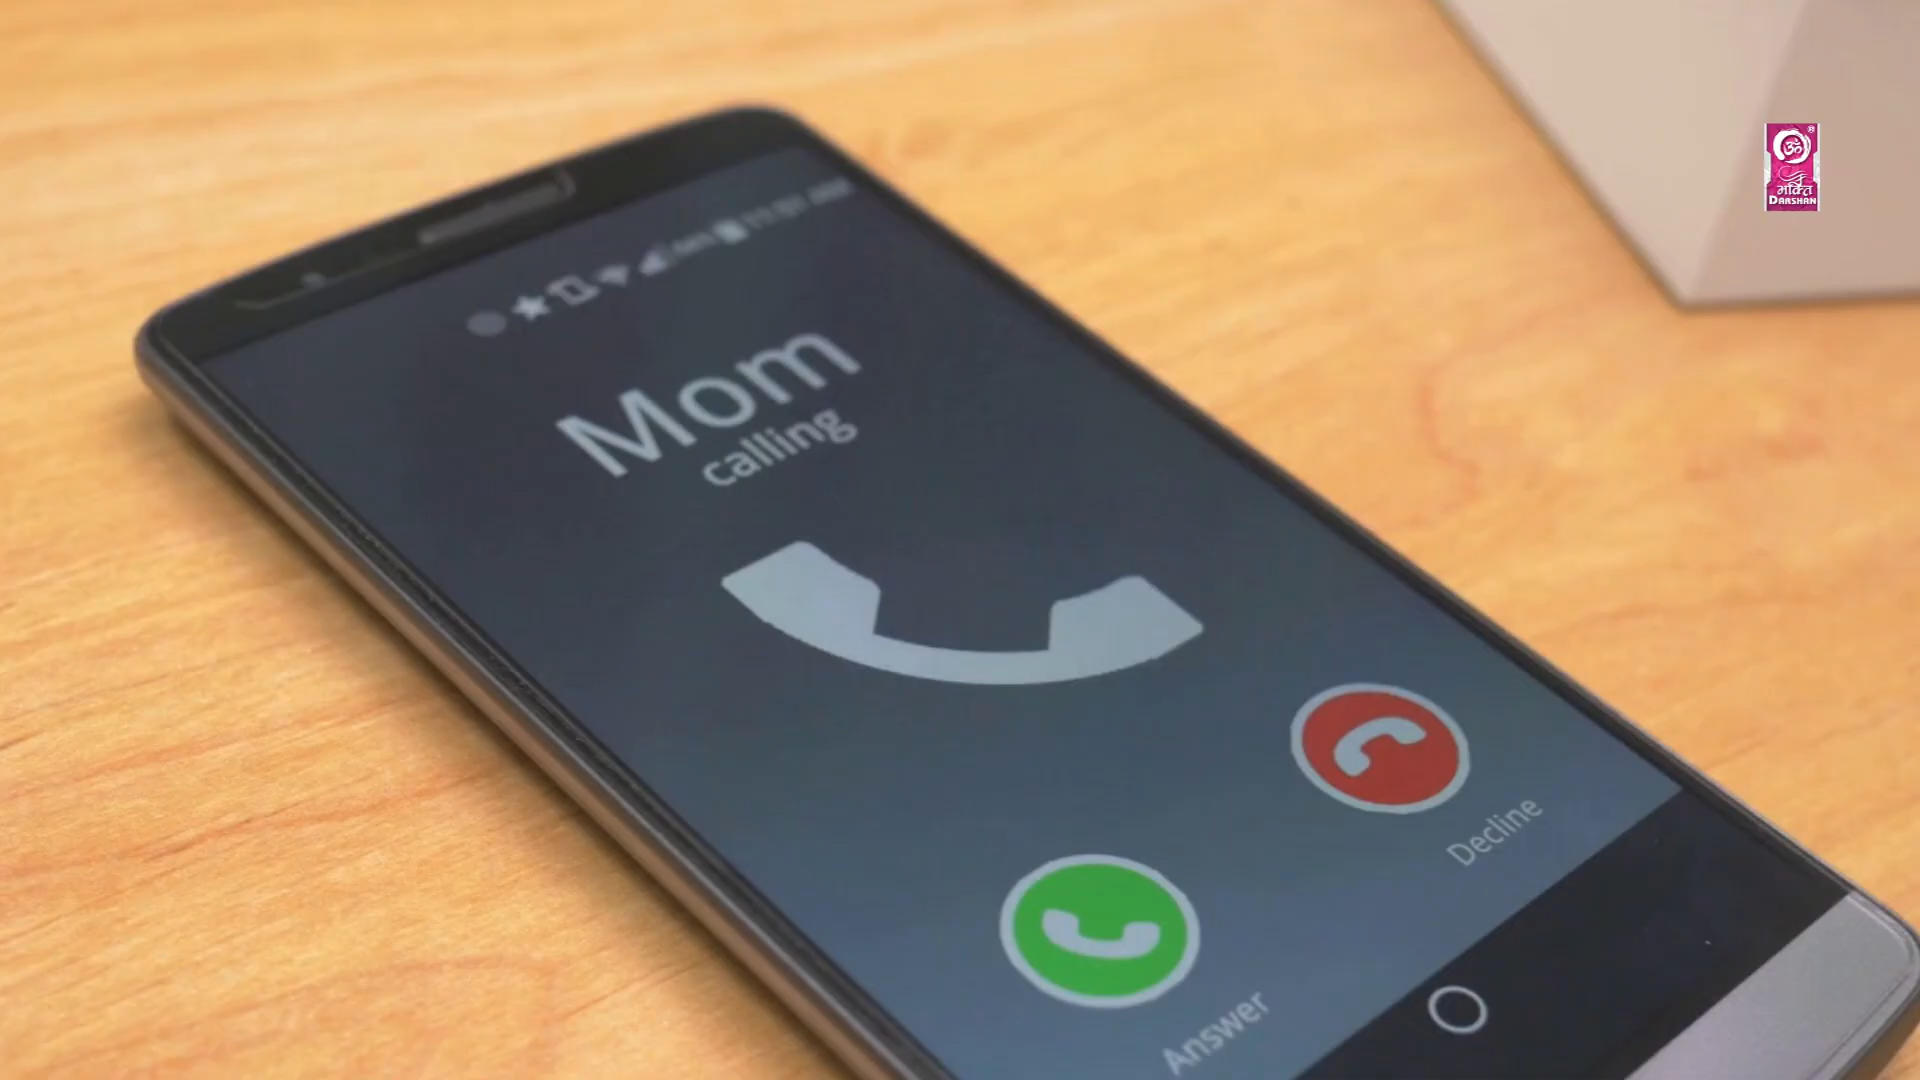 Mom
calling
Decline
Answer
ॐ
भक्ति
DARSHAN